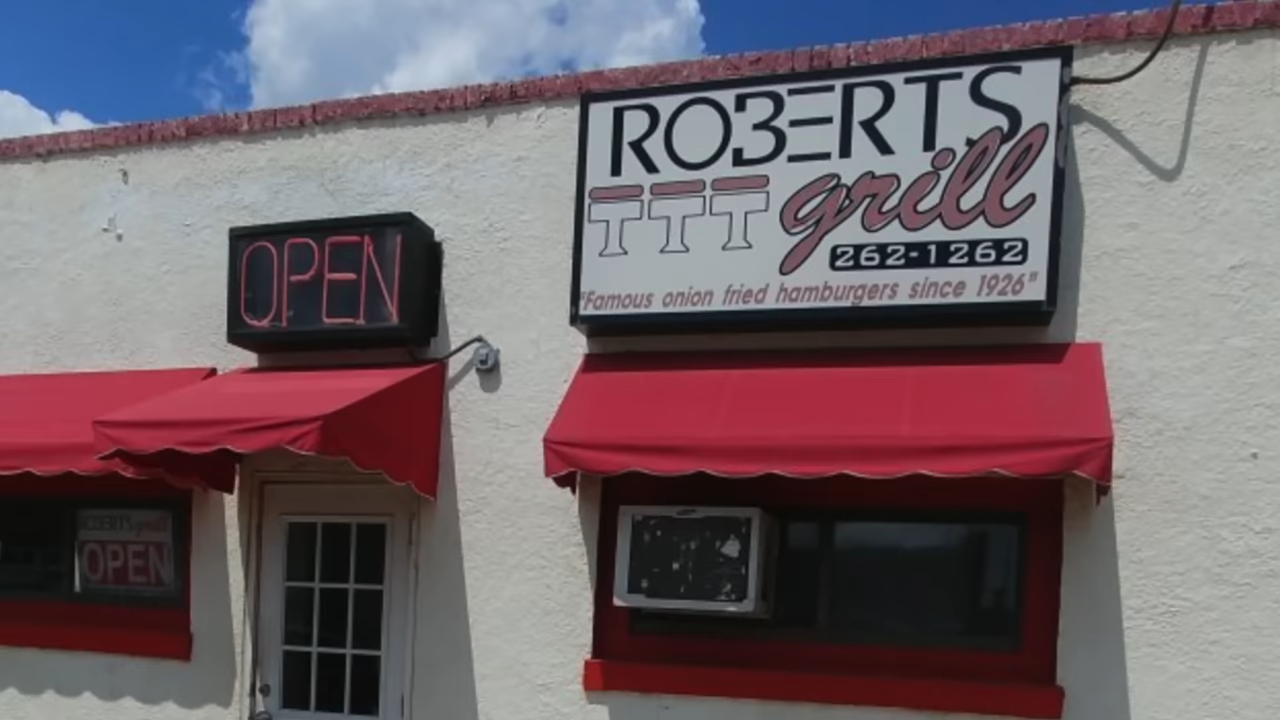 ROBERTS
grill
262-1262
"Famous onion fried hamburgers since 1926"
OPEN
ROBERTS grill
OPEN